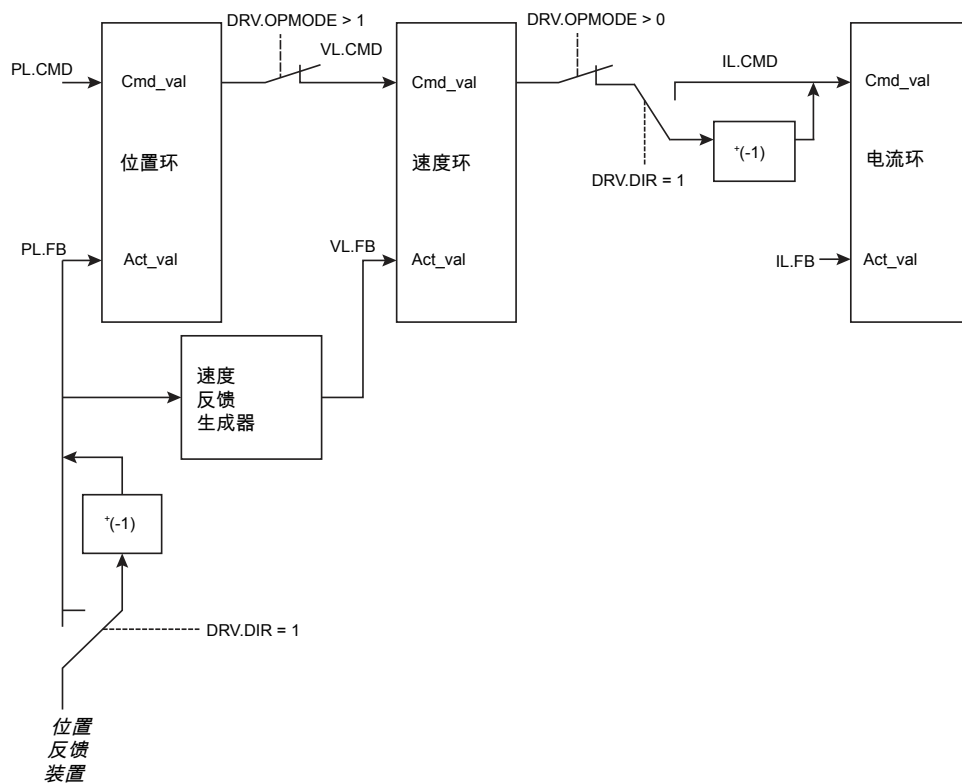 DRV.OPMODE > 1
DRV.OPMODE > 0
PL.CMD
VL.CMD
IL.CMD
Cmd_val
Cmd_val
Cmd_val
位置环
速度环
+(-1)
电流环
DRV.DIR = 1
PL.FB
Act_val
VL.FB
Act_val
IL.FB
Act_val
速度
反馈
生成器
+(-1)
DRV.DIR = 1
位置
反馈
装置